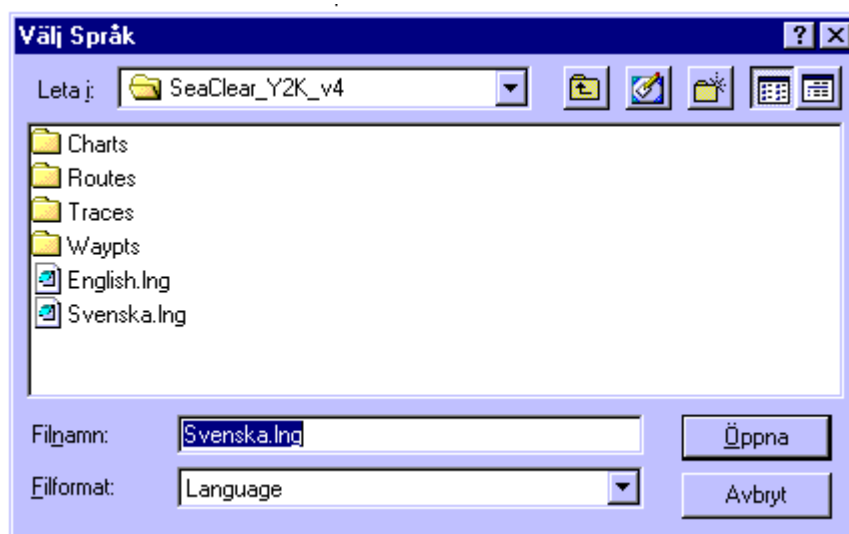 Välj Språk
Leta i: SeaClear_Y2K_v4
Charts
Routes
Traces
Waypts
English.lng
Svenska.lng
Filnamn: Svenska.lng Öppna
Filformat: Language Avbryt